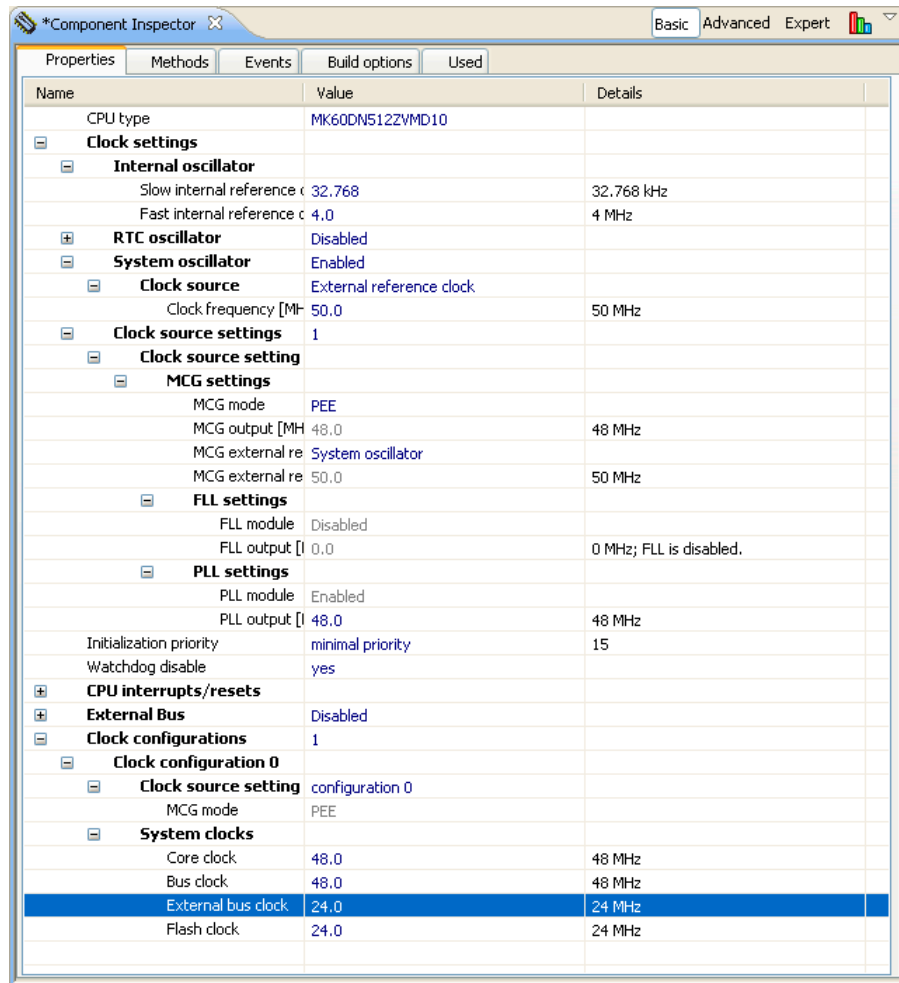 *Component Inspector
Basic Advanced Expert
Properties Methods Events Build options Used
Name Value Details
CPU type MK60DN512ZVMD10
Clock settings
Internal oscillator
Slow internal reference c 32.768 32.768 kHz
Fast internal reference c 4.0 4 MHz
RTC oscillator Disabled
System oscillator Enabled
Clock source External reference clock
Clock frequency [MH 50.0 50 MHz
Clock source settings 1
Clock source setting
MCG settings
MCG mode PEE
MCG output [MH 48.0 48 MHz
MCG external re System oscillator
MCG external re 50.0 50 MHz
FLL settings
FLL module Disabled
FLL output [ 0.0 0 MHz; FLL is disabled.
PLL settings
PLL module Enabled
PLL output [ 48.0 48 MHz
Initialization priority minimal priority 15
Watchdog disable yes
CPU interrupts/resets
External Bus Disabled
Clock configurations 1
Clock configuration 0
Clock source setting configuration 0
MCG mode PEE
System clocks
Core clock 48.0 48 MHz
Bus clock 48.0 48 MHz
External bus clock 24.0 24 MHz
Flash clock 24.0 24 MHz